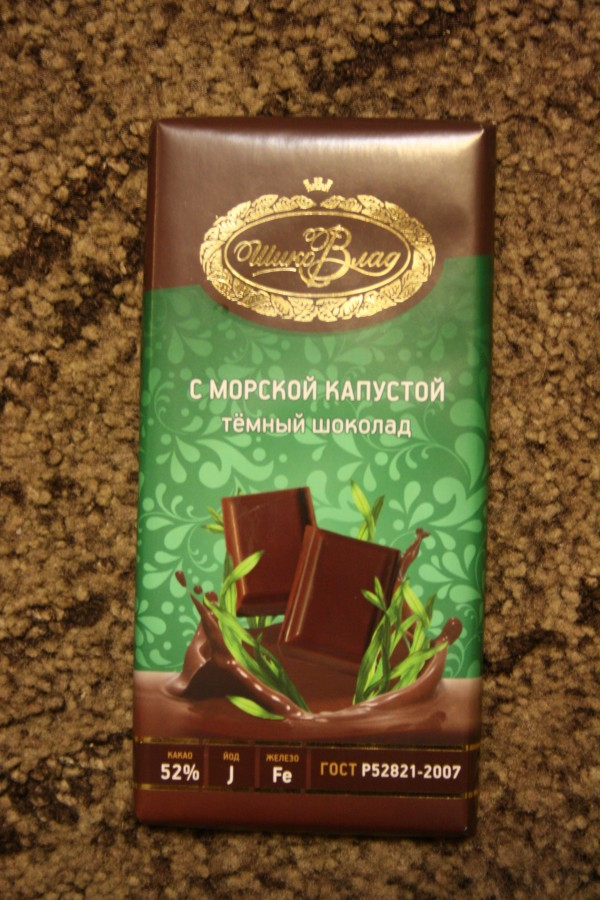 ШикоВлад
С МОРСКОЙ КАПУСТОЙ
тёмный шоколад
КАКАО ЙОД ЖЕЛЕЗО
52% J Fe ГОСТ Р52821-2007